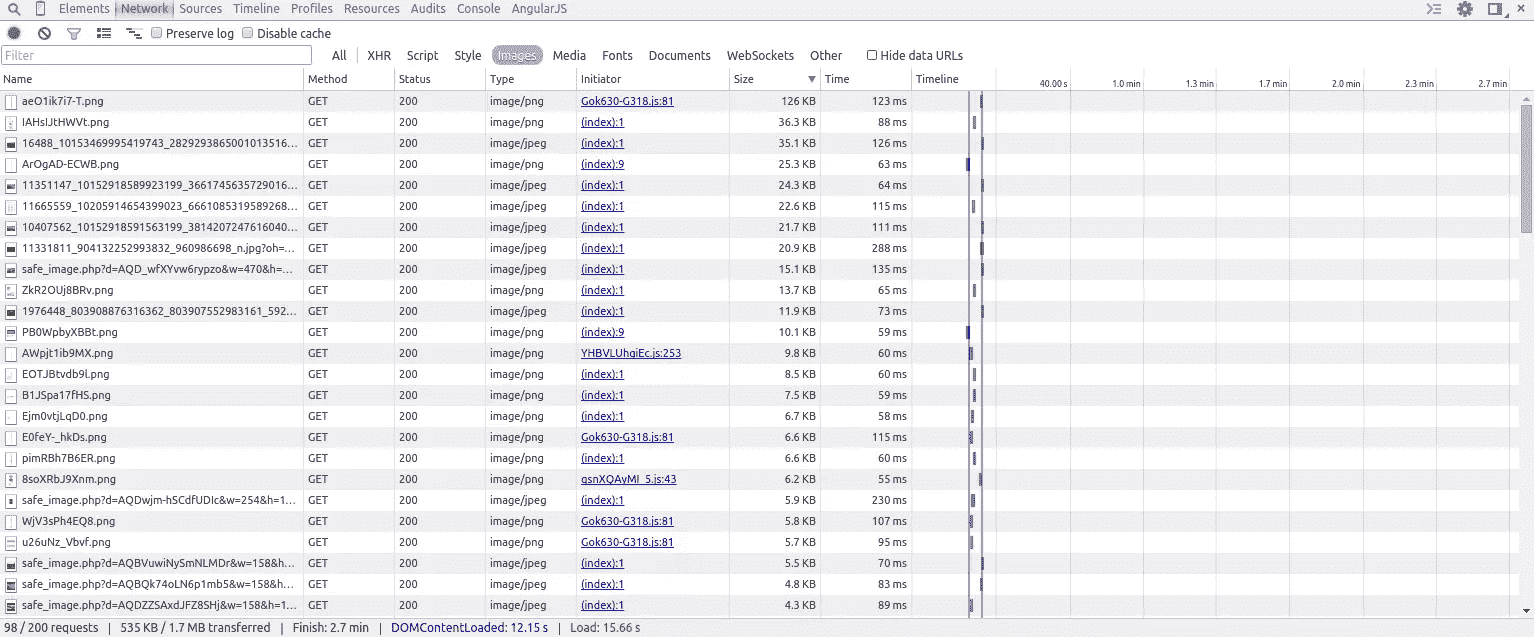 Elements Network Sources Timeline Profiles Resources Audits Console AngularJS
Preserve log Disable cache
Filter All XHR Script Style Images Media Fonts Documents WebSockets Other Hide data URLs
Name Method Status Type Initiator Size Time Timeline 40.00 s 1.0 min 1.3 min 1.7 min 2.0 min 2.3 min 2.7 min
aeO1ik7i7-T.png GET 200 image/png Gok630-G318.js:81 126 KB 123 ms
IAHsIJtHWVt.png GET 200 image/png (index):1 36.3 KB 88 ms
16488_10153469995419743_2829293865001013516... GET 200 image/jpeg (index):1 35.1 KB 126 ms
ArOgAD-ECWB.png GET 200 image/png (index):9 25.3 KB 63 ms
11351147_10152918589923199_3661745635729016... GET 200 image/jpeg (index):1 24.3 KB 64 ms
11665559_10205914654399023_6661085319589268... GET 200 image/jpeg (index):1 22.6 KB 115 ms
10407562_10152918591563199_3814207247616040... GET 200 image/jpeg (index):1 21.7 KB 111 ms
11331811_904132252993832_960986698_n.jpg?oh=... GET 200 image/jpeg (index):1 20.9 KB 288 ms
safe_image.php?d=AQD_wfXYvw6rypzo&w=470&h=... GET 200 image/jpeg (index):1 15.1 KB 135 ms
ZkR2OUj8BRv.png GET 200 image/png (index):1 13.7 KB 65 ms
1976448_803908876316362_803907552983161_592... GET 200 image/jpeg (index):1 11.9 KB 73 ms
PB0WpbyXBBt.png GET 200 image/png (index):9 10.1 KB 59 ms
AWpjt1ib9MX.png GET 200 image/png YHBVLUhqiEc.js:253 9.8 KB 60 ms
EOTJBtvdb9l.png GET 200 image/png (index):1 8.5 KB 60 ms
B1JSpa17fHS.png GET 200 image/png (index):1 7.5 KB 59 ms
Ejm0vtjLqD0.png GET 200 image/png (index):1 6.7 KB 58 ms
E0feY-_hkDs.png GET 200 image/png Gok630-G318.js:81 6.6 KB 115 ms
pimRBh7B6ER.png GET 200 image/png (index):1 6.6 KB 60 ms
8soXRbJ9Xnm.png GET 200 image/png qsnXQAyMI_5.js:43 6.2 KB 55 ms
safe_image.php?d=AQDwjm-hSCdfUDIc&w=254&h=1... GET 200 image/jpeg (index):1 5.9 KB 230 ms
WjV3sPh4EQ8.png GET 200 image/png Gok630-G318.js:81 5.8 KB 107 ms
u26uNz_Vbvf.png GET 200 image/png Gok630-G318.js:81 5.7 KB 95 ms
safe_image.php?d=AQBVuwiNySmNLMDr&w=158&h... GET 200 image/jpeg (index):1 5.5 KB 70 ms
safe_image.php?d=AQBQk74oLN6p1mb5&w=158&h... GET 200 image/jpeg (index):1 4.8 KB 83 ms
safe_image.php?d=AQDZZSAxdJFZ8SHj&w=158&h=1... GET 200 image/jpeg (index):1 4.3 KB 89 ms
98 / 200 requests | 535 KB / 1.7 MB transferred | Finish: 2.7 min | DOMContentLoaded: 12.15 s | Load: 15.66 s